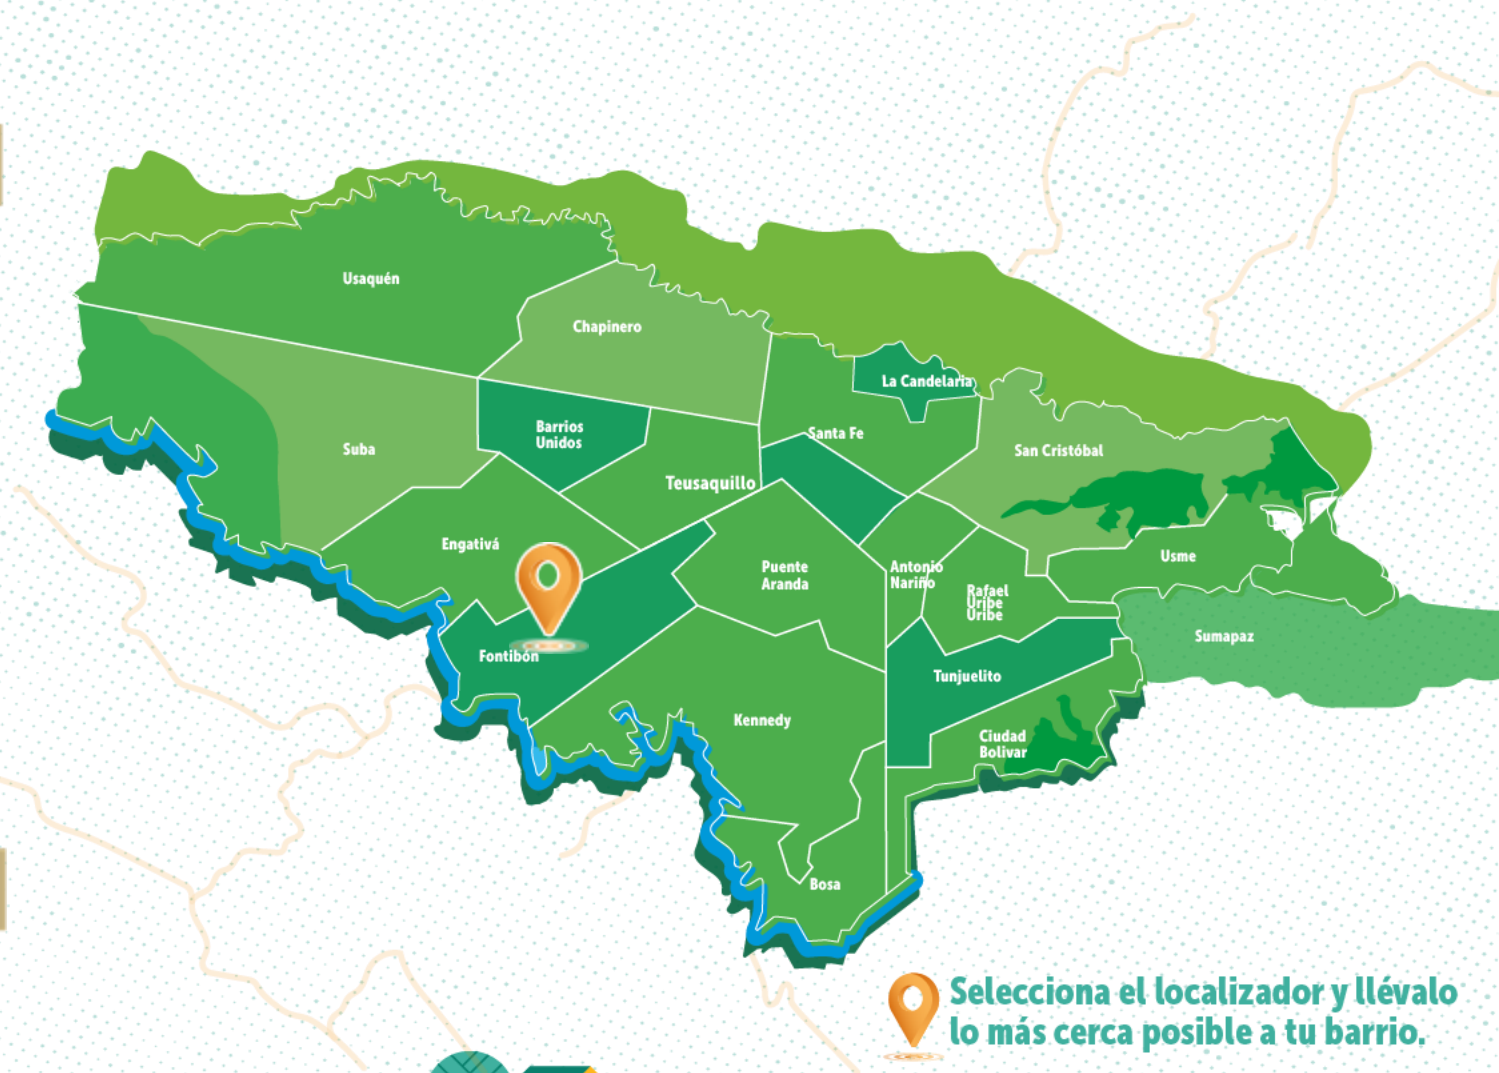 Usaquén
Chapinero
La Candelaria
Barrios
Unidos
Santa Fe
Suba
San Cristóbal
Teusaquillo
Engativá
Usme
Puente
Aranda
Antonio
Nariño
Rafael
Uribe
Uribe
Sumapaz
Fontibón
Tunjuelito
Kennedy
Ciudad
Bolivar
Bosa
Selecciona el localizador y llévalo
lo más cerca posible a tu barrio.